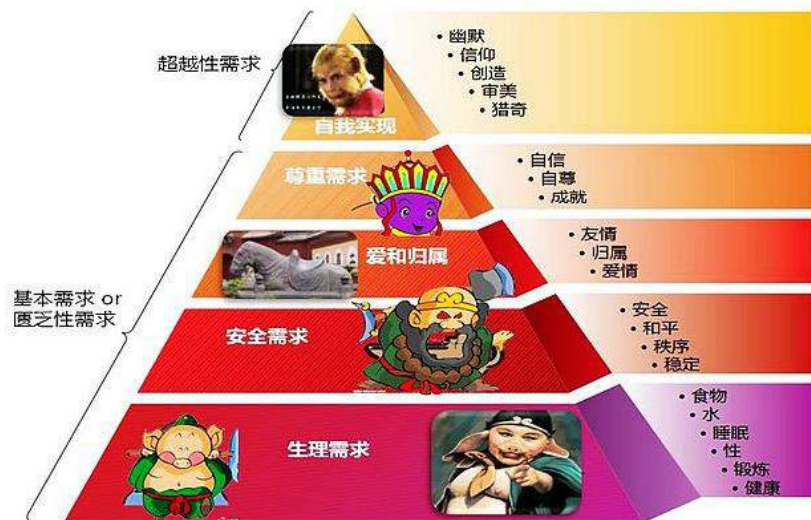 超越性需求
自我实现
• 幽默
• 信仰
• 创造
• 审美
• 猎奇
尊重需求
• 自信
• 自尊
• 成就
爱和归属
• 友情
• 归属
• 爱情
基本需求 or
匮乏性需求
安全需求
• 安全
• 和平
• 秩序
• 稳定
生理需求
• 食物
• 水
• 睡眠
• 性
• 锻炼
• 健康